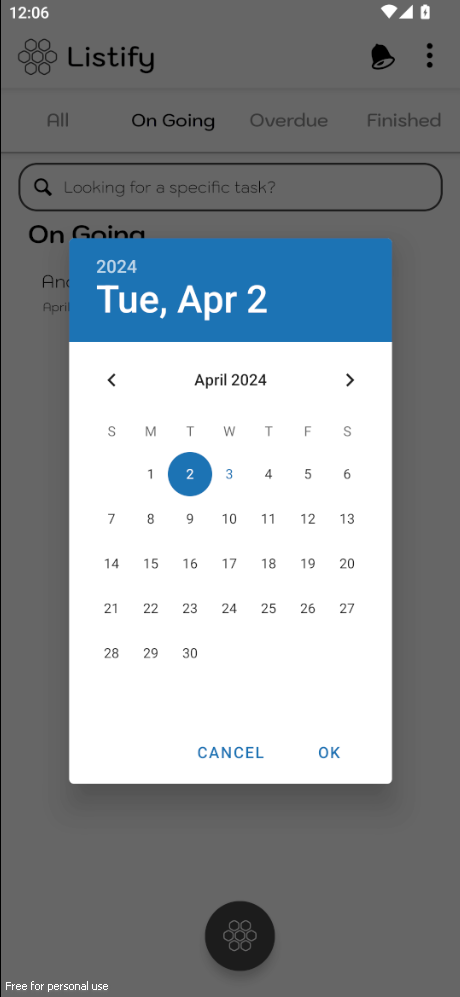 12:06
Listify
All On Going Overdue Finished
Looking for a specific task?
On Going
2024
Tue, Apr 2
April 2024
S M T W T F S
1 2 3 4 5 6
7 8 9 10 11 12 13
14 15 16 17 18 19 20
21 22 23 24 25 26 27
28 29 30
CANCEL OK
Free for personal use